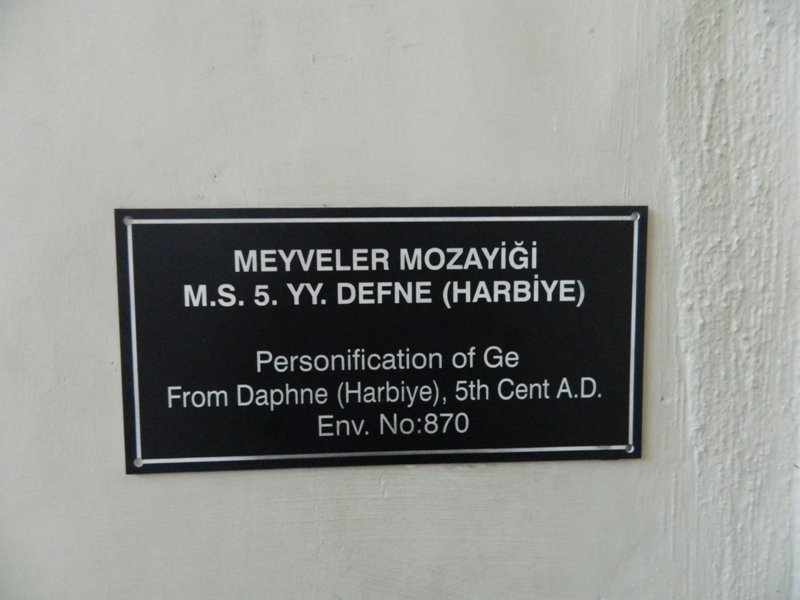 MEYVELER MOZAYİĞİ
M.S. 5. YY. DEFNE (HARBİYE)
Personification of Ge
From Daphne (Harbiye), 5th Cent A.D.
Env. No:870